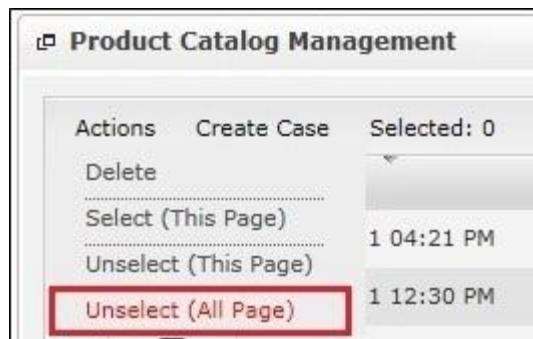 Product Catalog Management
Actions Create Case Selected: 0
Delete
Select (This Page)
1 04:21 PM
Unselect (This Page)
1 12:30 PM
Unselect (All Page)